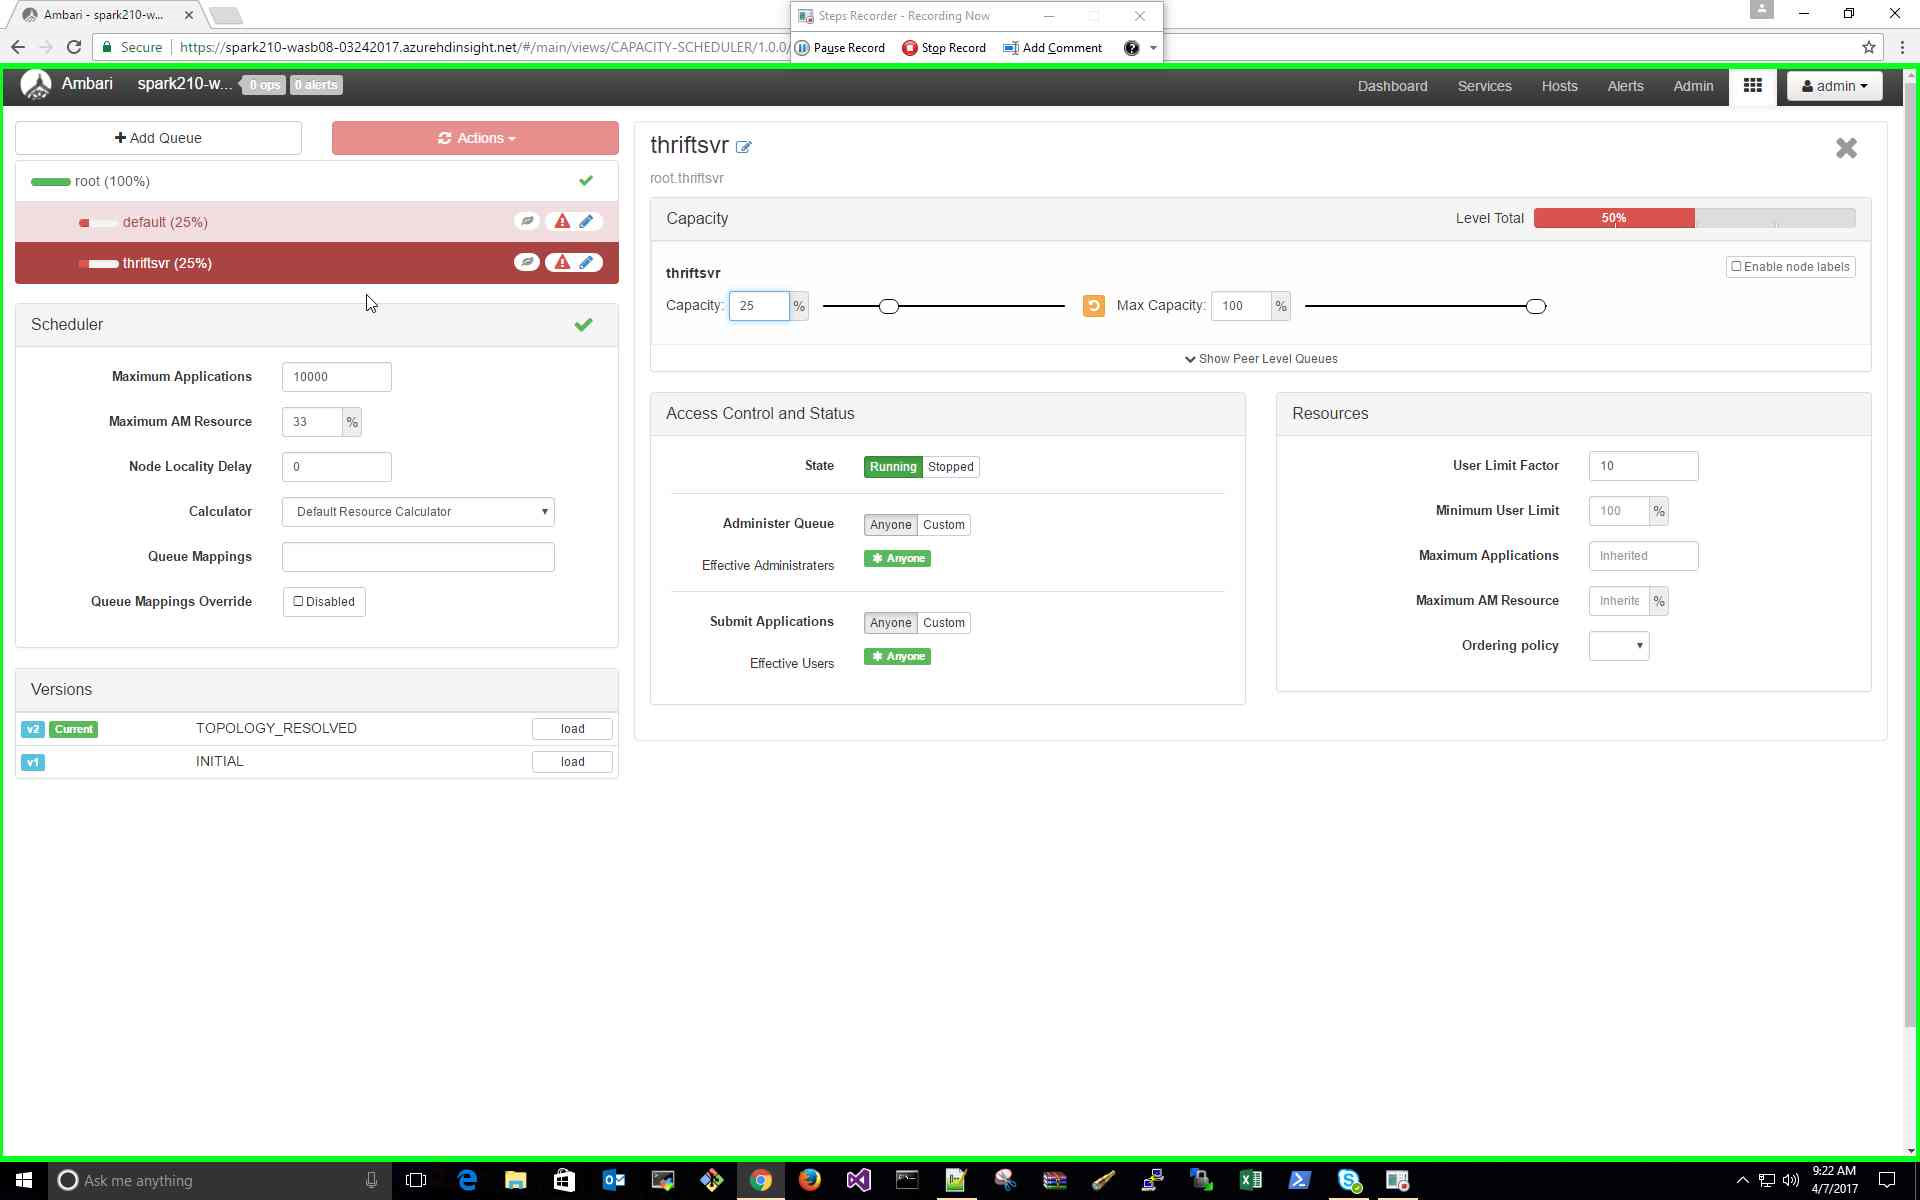 Ambari - spark210-w...
Steps Recorder - Recording Now
Secure
https://spark210-wasb08-03242017.azurehdinsight.net/#/main/views/CAPACITY-SCHEDULER/1.0.0/
Pause Record
Stop Record
Add Comment
Ambari
spark210-w...
0 ops
0 alerts
Dashboard
Services
Hosts
Alerts
Admin
admin
Add Queue
Actions
root (100%)
default (25%)
thriftsvr (25%)
Scheduler
Maximum Applications 10000
Maximum AM Resource 33 %
Node Locality Delay 0
Calculator Default Resource Calculator
Queue Mappings
Queue Mappings Override Disabled
Versions
v2 Current TOPOLOGY_RESOLVED load
v1 INITIAL load
thriftsvr
root.thriftsvr
Capacity
Level Total 50%
thriftsvr
Enable node labels
Capacity: 25 %
Max Capacity: 100 %
Show Peer Level Queues
Access Control and Status
State Running Stopped
Administer Queue Anyone Custom
Effective Administraters Anyone
Submit Applications Anyone Custom
Effective Users Anyone
Resources
User Limit Factor 10
Minimum User Limit 100 %
Maximum Applications Inherited
Maximum AM Resource Inherite %
Ordering policy
Ask me anything
9:22 AM
4/7/2017